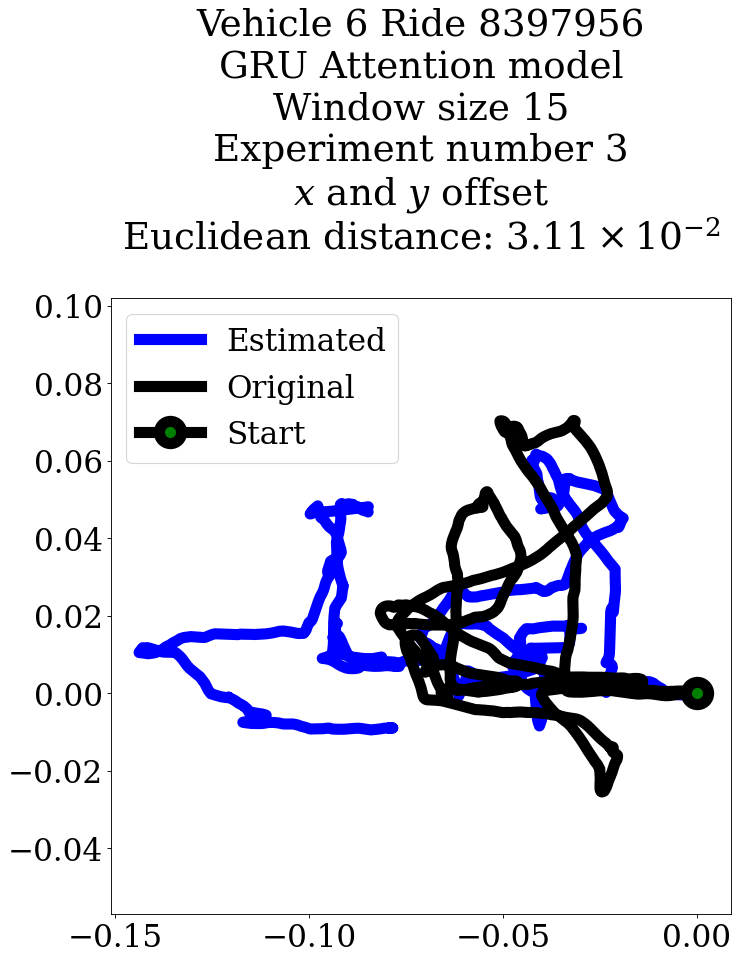 Vehicle 6 Ride 8397956
GRU Attention model
Window size 15
Experiment number 3
x and y offset
Euclidean distance: 3.11 × 10⁻²
Estimated
Original
Start
0.10
0.08
0.06
0.04
0.02
0.00
−0.02
−0.04
−0.15 −0.10 −0.05 0.00